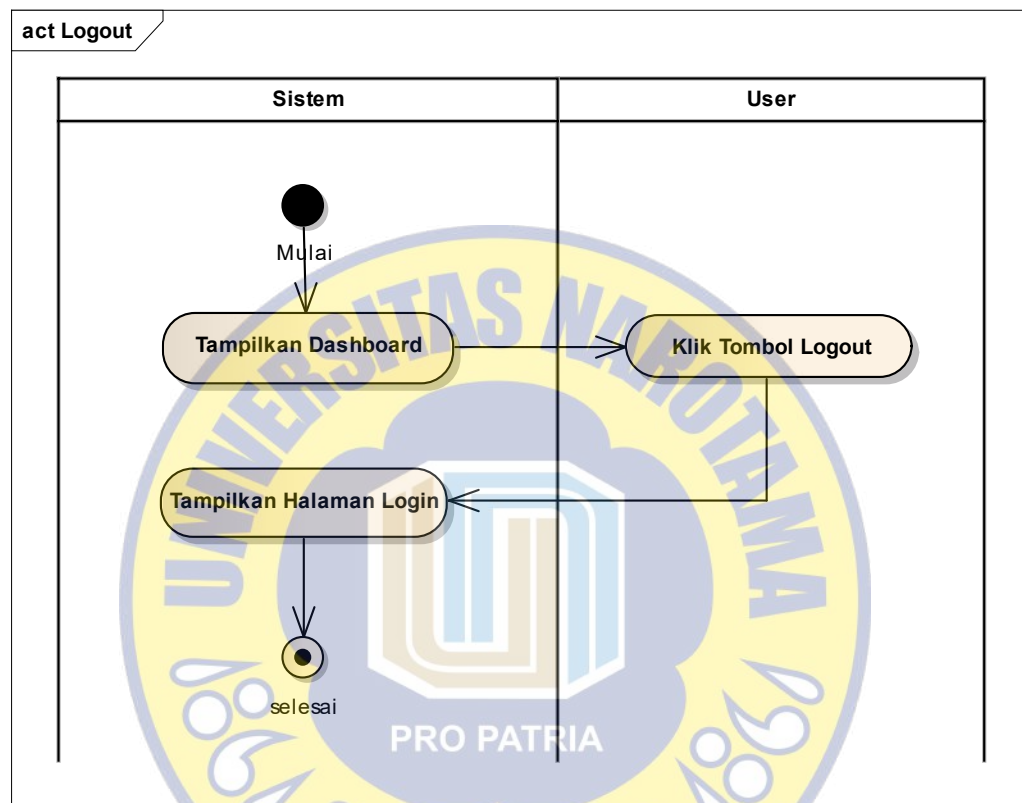 act Logout
Sistem
User
Mulai
Tampilkan Dashboard
Klik Tombol Logout
Tampilkan Halaman Login
selesai
UNIVERSITAS NAROTAMA
PRO PATRIA